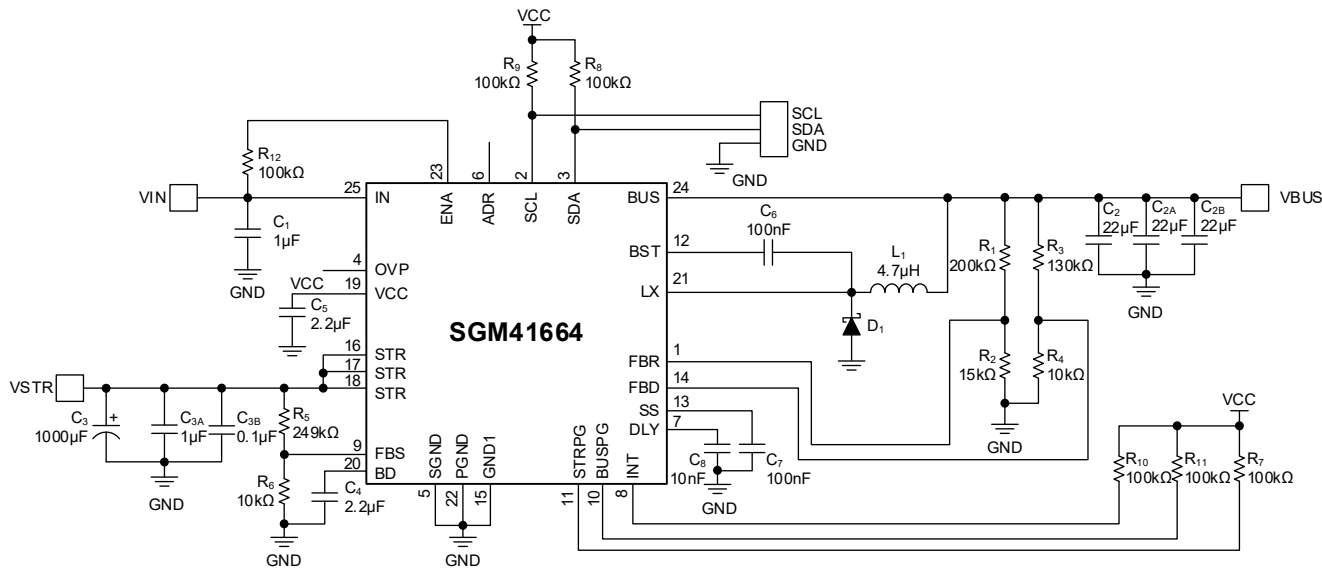 VCC
R9
100kΩ
R8
100kΩ
SCL
SDA
GND
GND
R12
100kΩ
23
6
2
3
VIN
25
IN
ENA
ADR
SCL
SDA
BUS
24
VBUS
C1
1µF
GND
C6
100nF
C2
22µF
C2A
22µF
C2B
22µF
BST
12
R1
200kΩ
R3
130kΩ
4
OVP
L1
4.7µH
LX
21
GND
VCC
19
VCC
C5
2.2µF
D1
SGM41664
16
STR
17
STR
18
STR
FBR
1
R2
15kΩ
R4
10kΩ
VSTR
FBD
14
SS
13
DLY
7
GND
VCC
C3
+
1000µF
C3A
1µF
C3B
0.1µF
R5
249kΩ
9
FBS
20
BD
C8
10nF
C7
100nF
GND
R10
100kΩ
R11
100kΩ
R7
100kΩ
GND
R6
10kΩ
C4
2.2µF
GND
SGND
PGND
GND1
STRPG
BUSPG
INT
5
22
15
11
10
8
GND